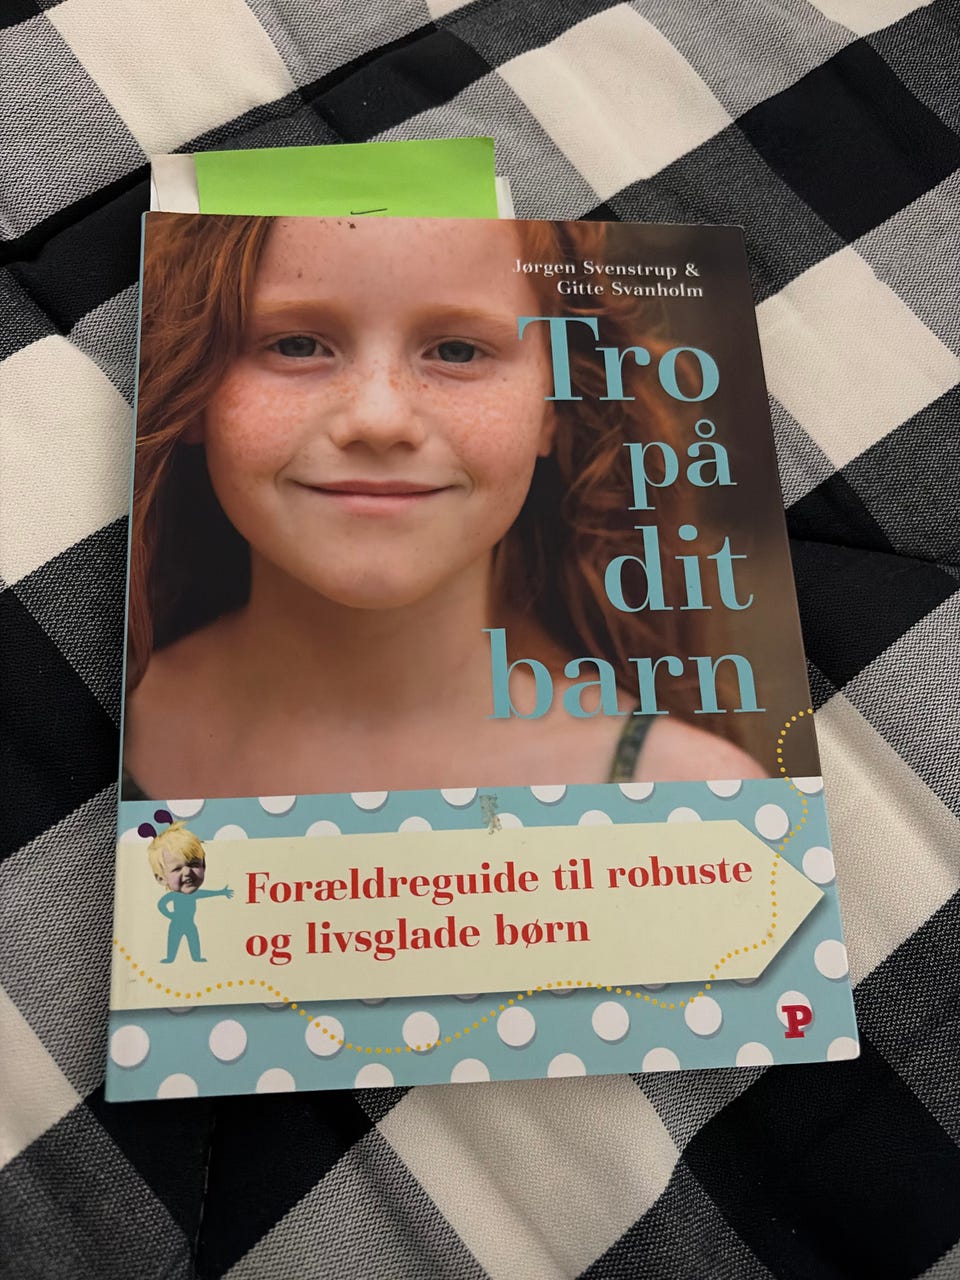 Jørgen Svenstrup &
Gitte Svanholm
Tro
på
dit
barn
Forældreguide til robuste
og livsglade børn
P